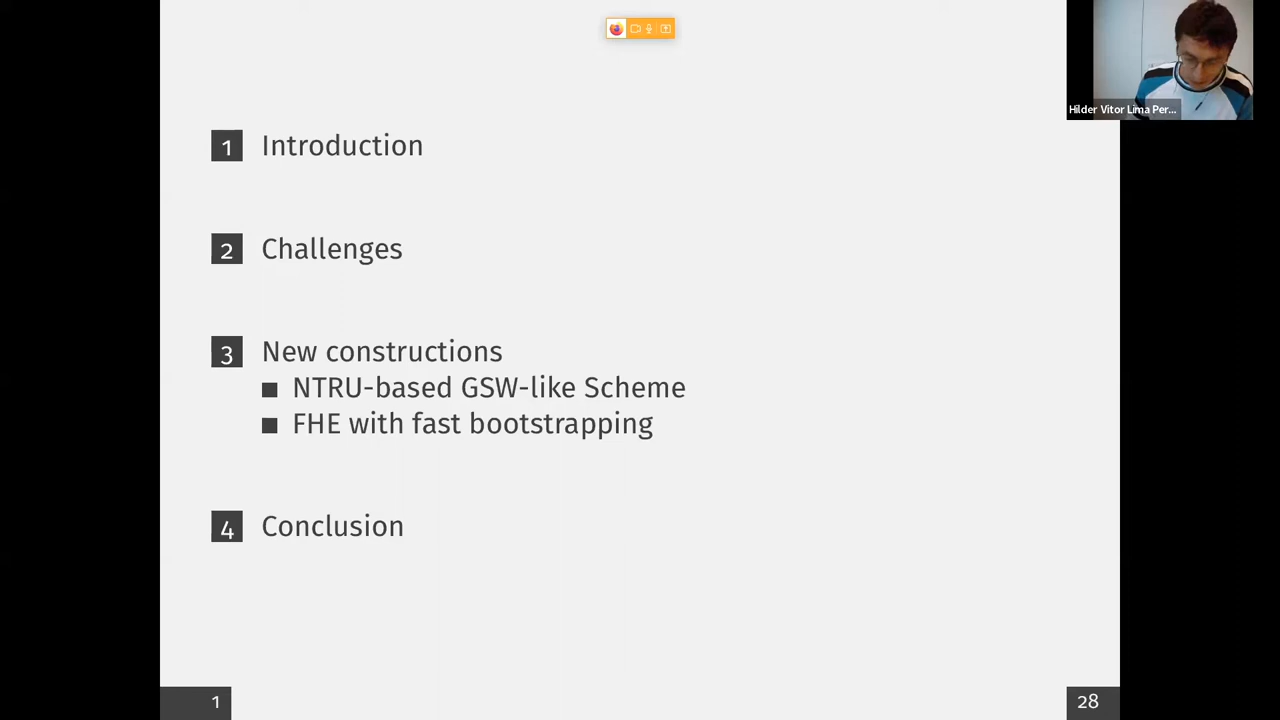 Hilder Vitor Lima Per...
1 Introduction
2 Challenges
3 New constructions
NTRU-based GSW-like Scheme
FHE with fast bootstrapping
4 Conclusion
1
28